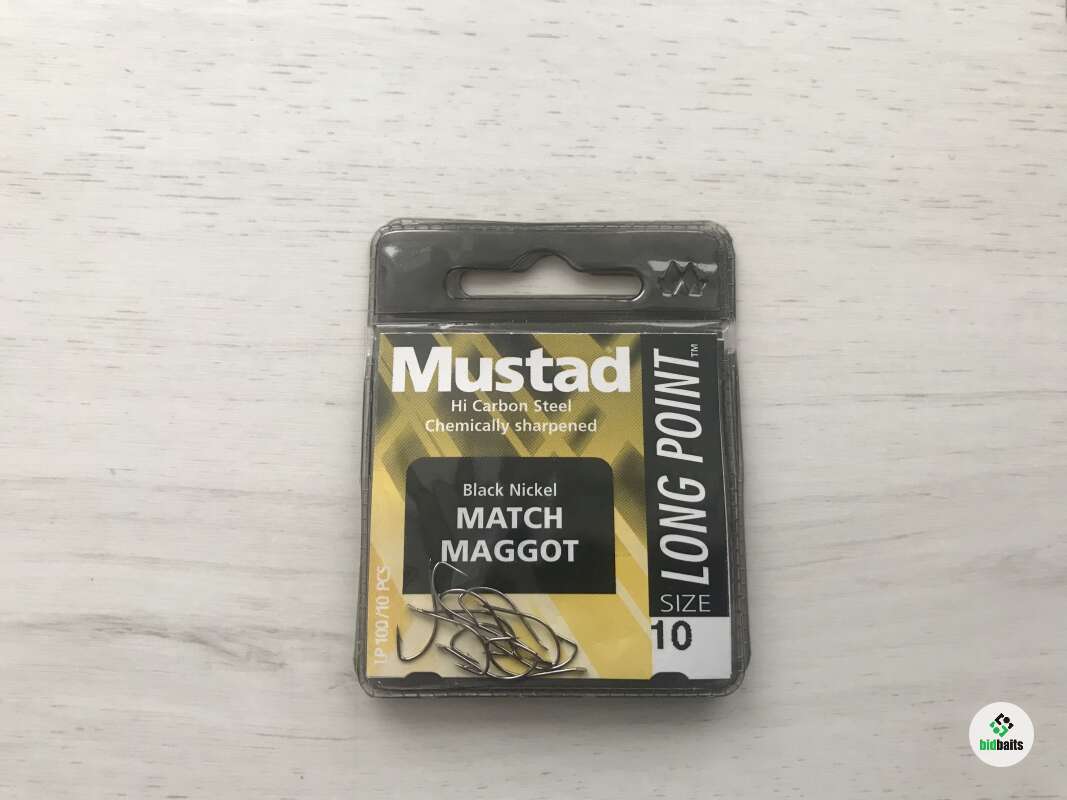 Mustad
Hi Carbon Steel
Chemically sharpened
Black Nickel
MATCH
MAGGOT
LP 100/10 PCS
LONG POINT™
SIZE
10
bidbaits